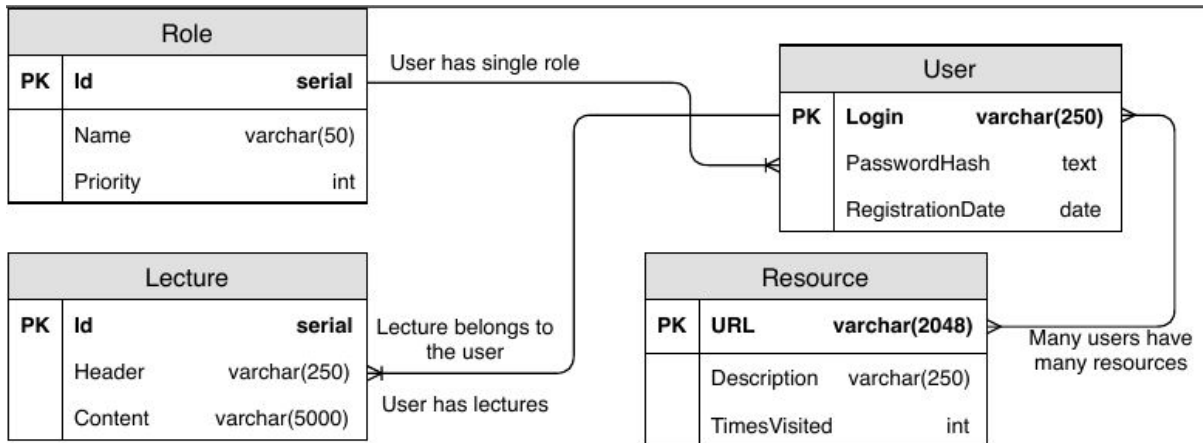 Role
PK Id serial
Name varchar(50)
Priority int
User has single role
User
PK Login varchar(250)
PasswordHash text
RegistrationDate date
Lecture
PK Id serial
Header varchar(250)
Content varchar(5000)
Lecture belongs to
the user
User has lectures
Resource
PK URL varchar(2048)
Description varchar(250)
TimesVisited int
Many users have
many resources